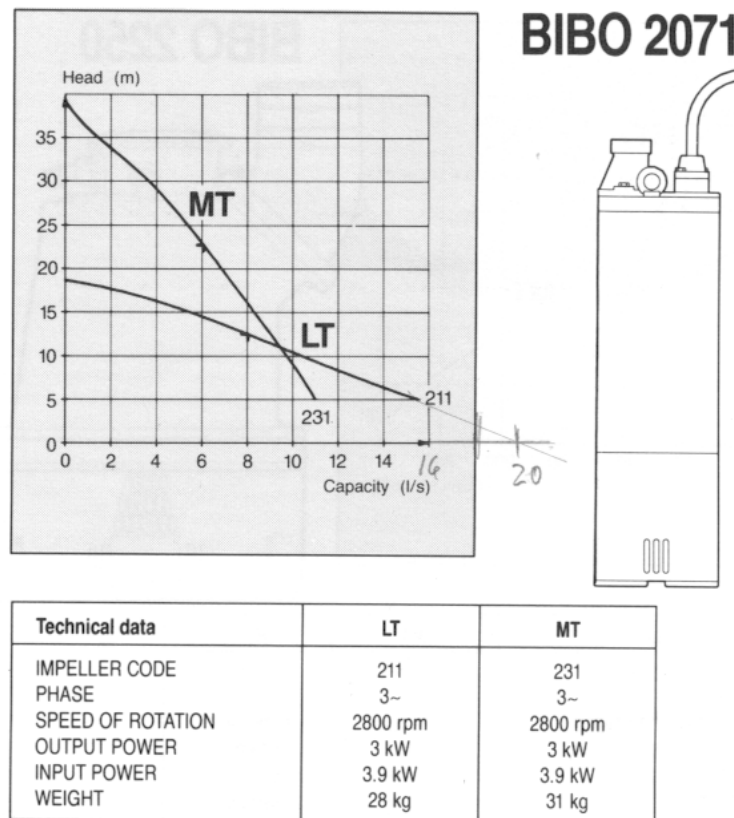 BIBO 2071
BIBO 2250
Head (m)
35
30
25
20
15
10
5
0
MT
LT
211
231
0 2 4 6 8 10 12 14 16
20
Capacity (l/s)
Technical data LT MT
IMPELLER CODE 211 231
PHASE 3~ 3~
SPEED OF ROTATION 2800 rpm 2800 rpm
OUTPUT POWER 3 kW 3 kW
INPUT POWER 3.9 kW 3.9 kW
WEIGHT 28 kg 31 kg